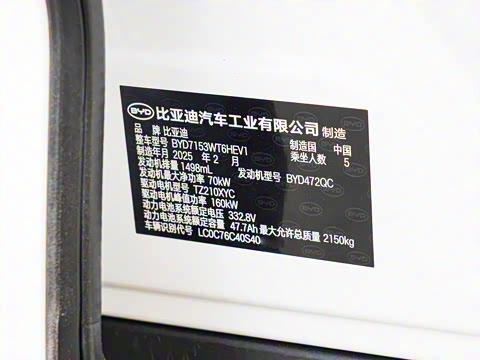 BYD 比亚迪汽车工业有限公司 制造
品 牌 比亚迪 制造国 中国
整车型号 BYD7153WT6HEV1 乘坐人数 5
制造年月 2025 年 2 月
发动机排量 1498mL 发动机型号 BYD472QC
发动机最大净功率 70kW
驱动电机型号 TZ210XYC
驱动电机峰值功率 160kW
动力电池系统额定电压 332.8V
动力电池系统额定容量 47.7Ah 最大允许总质量 2150kg
车辆识别代号 LC0C76C40S40